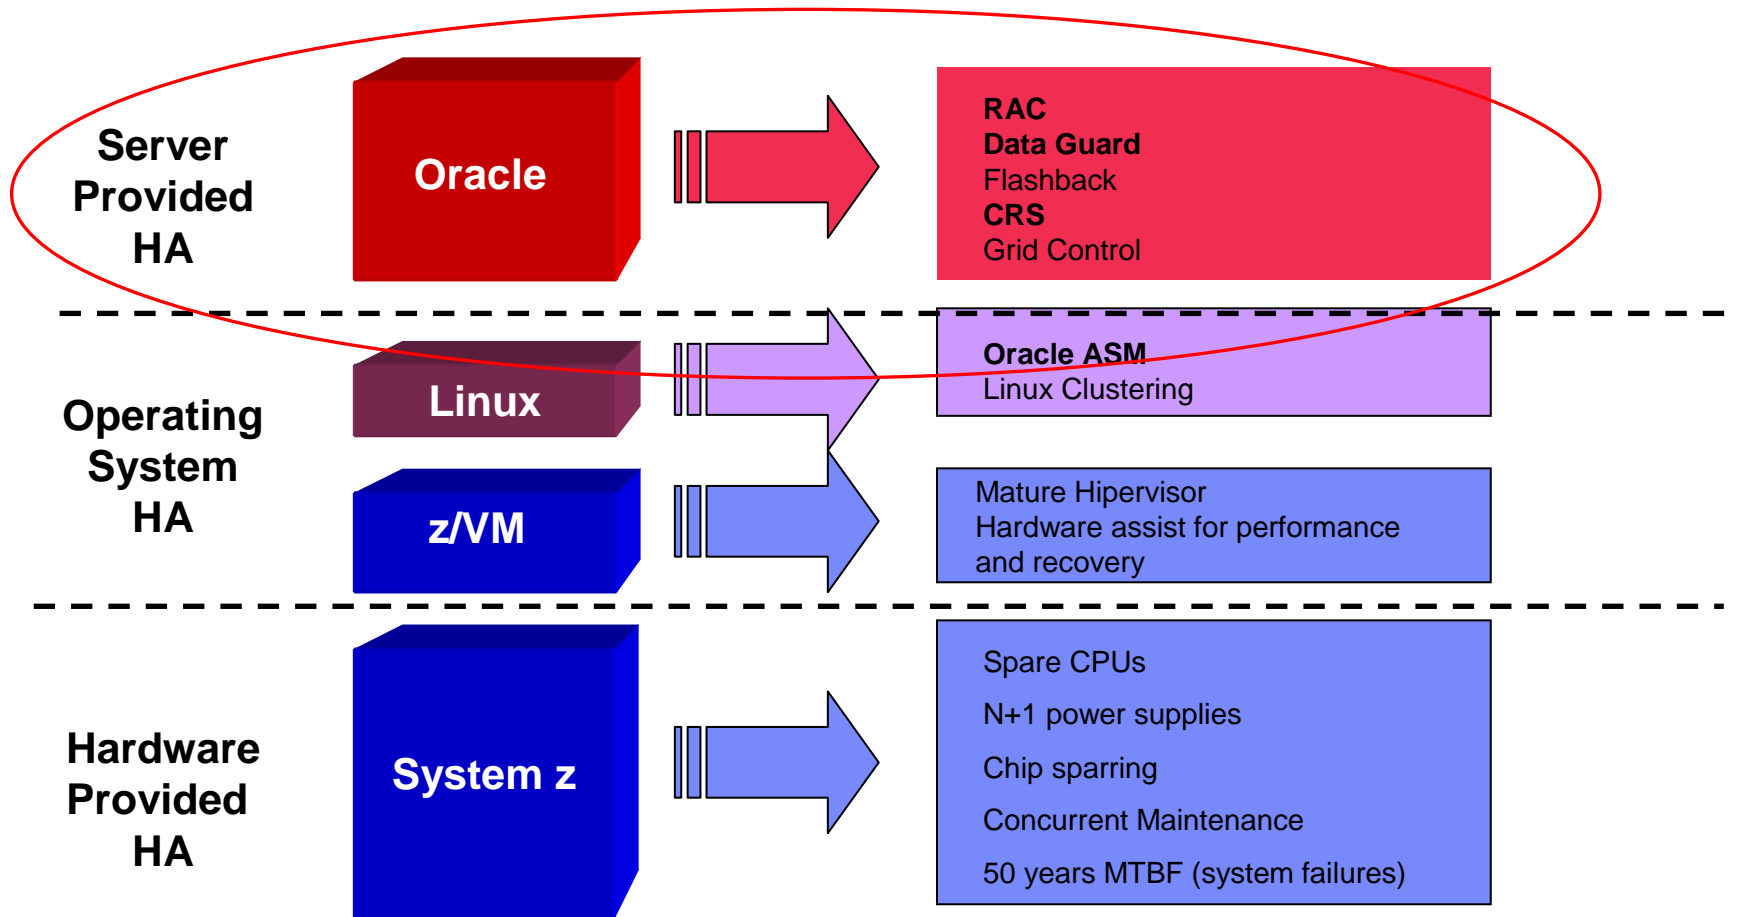 Server
Provided
HA
Oracle
RAC
Data Guard
Flashback
CRS
Grid Control
Operating
System
HA
Linux
Oracle ASM
Linux Clustering
z/VM
Mature Hipervisor
Hardware assist for performance
and recovery
Hardware
Provided
HA
System z
Spare CPUs
N+1 power supplies
Chip sparring
Concurrent Maintenance
50 years MTBF (system failures)